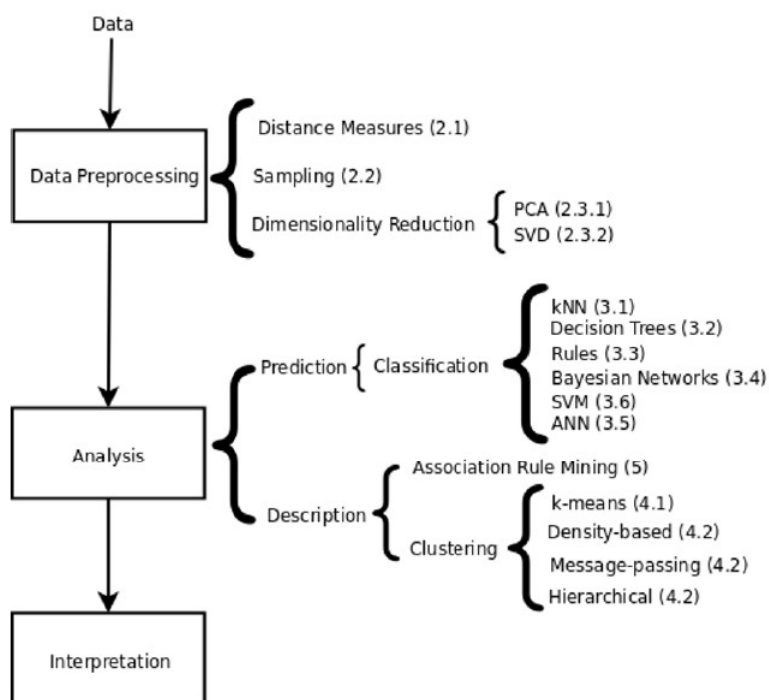 Data
Data Preprocessing
Distance Measures (2.1)
Sampling (2.2)
Dimensionality Reduction
PCA (2.3.1)
SVD (2.3.2)
Analysis
Prediction
Classification
kNN (3.1)
Decision Trees (3.2)
Rules (3.3)
Bayesian Networks (3.4)
SVM (3.6)
ANN (3.5)
Description
Association Rule Mining (5)
Clustering
k-means (4.1)
Density-based (4.2)
Message-passing (4.2)
Hierarchical (4.2)
Interpretation